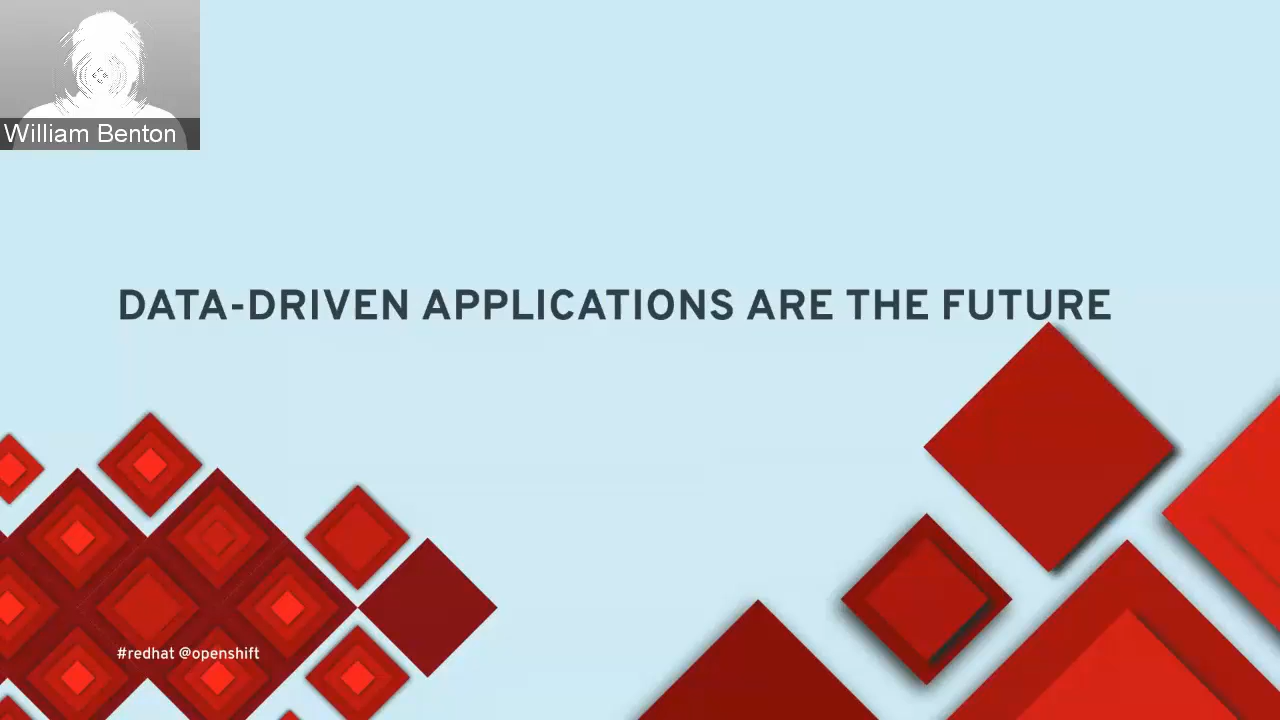 William Benton
DATA-DRIVEN APPLICATIONS ARE THE FUTURE
#redhat @openshift